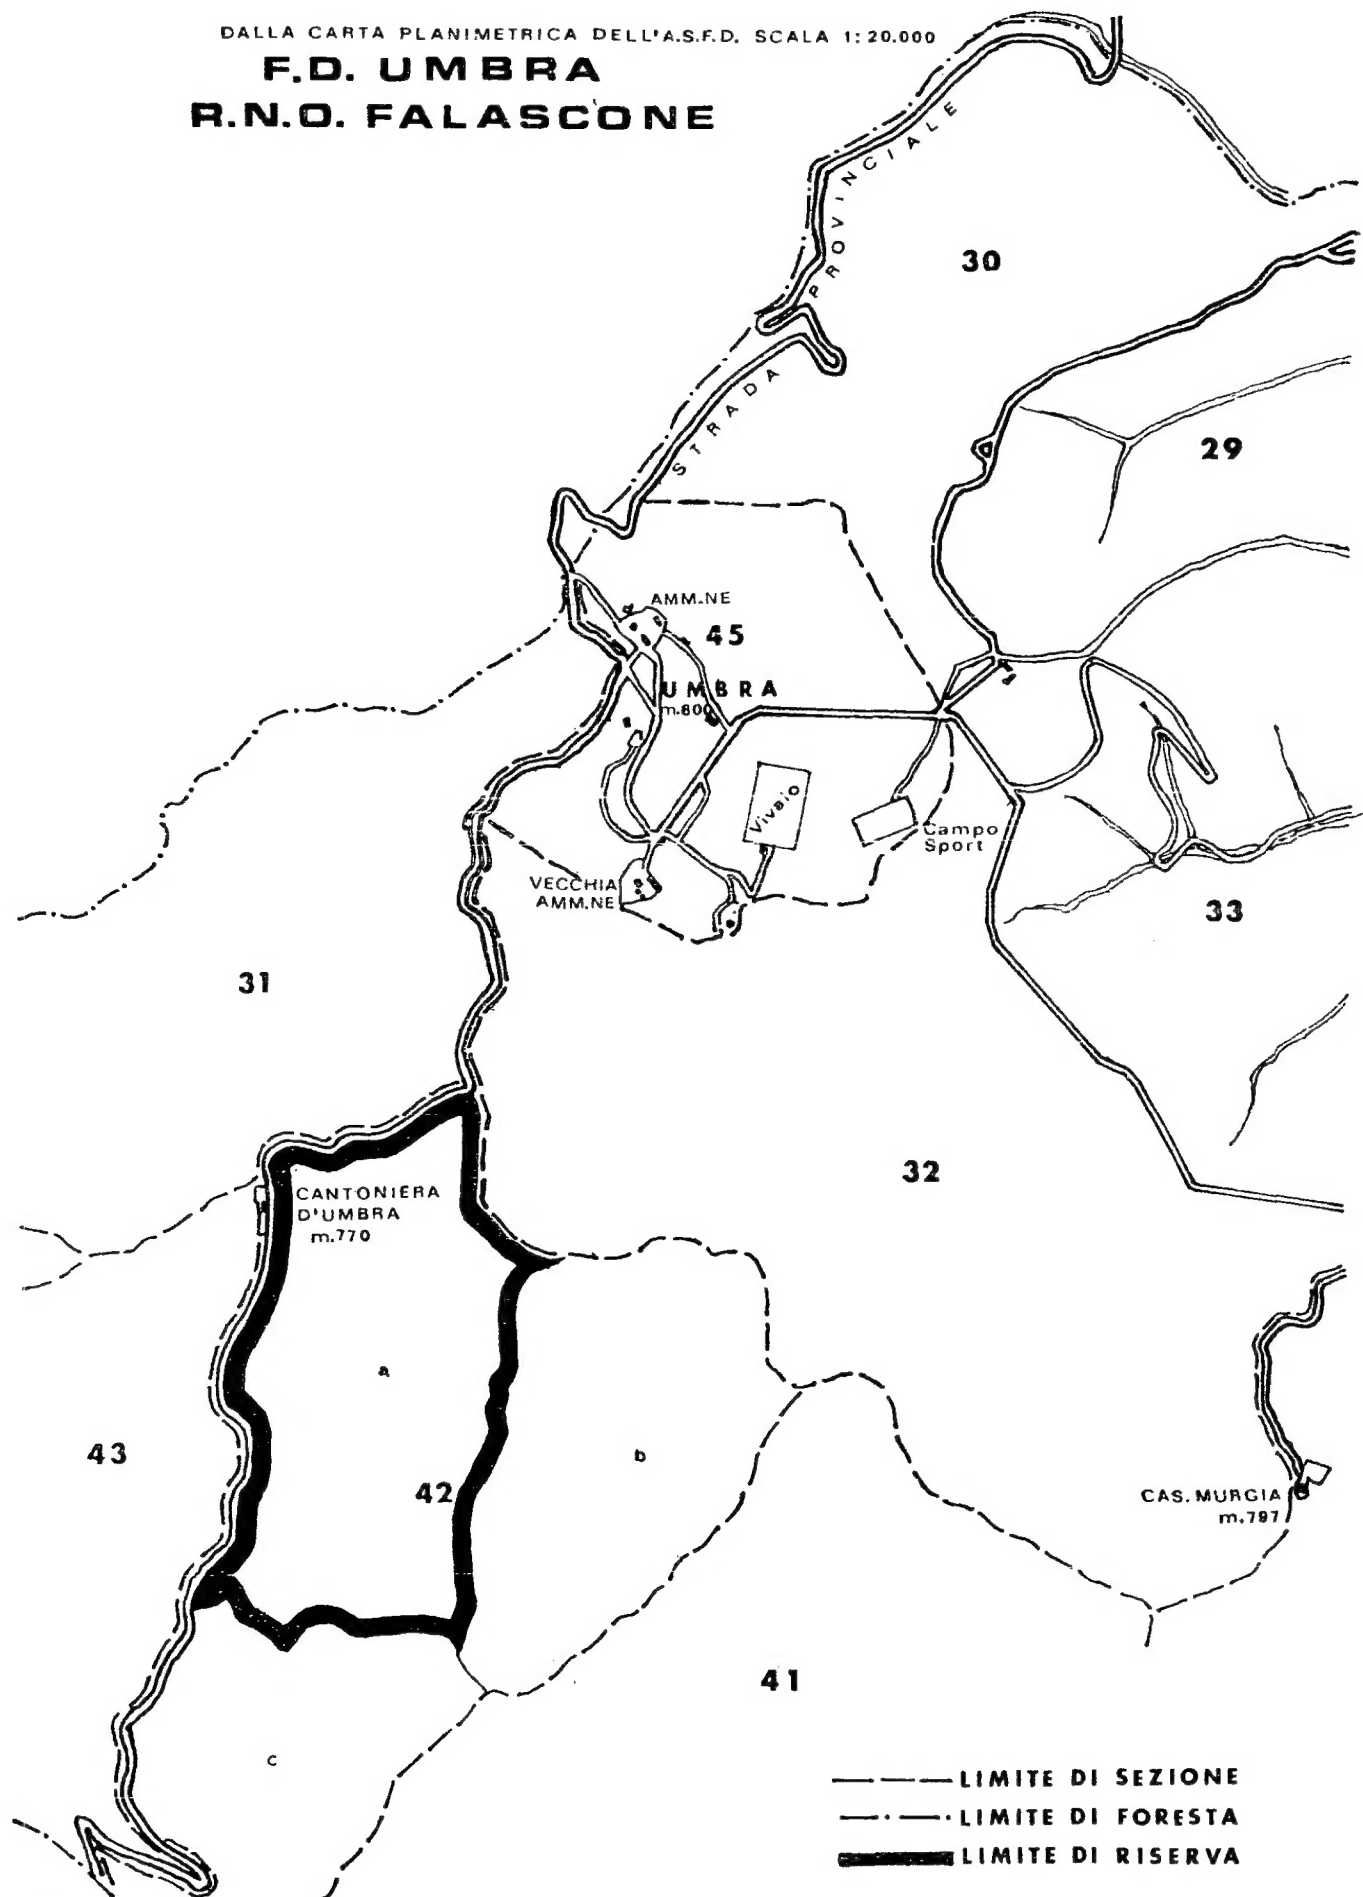 DALLA CARTA PLANIMETRICA DELL'A.S.F.D. SCALA 1:20.000
F.D. UMBRA
R.N.O. FALASCONE
STRADA PROVINCIALE
30
29
AMM.NE
45
UMBRA
m.800
Vivaio
Campo
Sport
VECCHIA
AMM.NE
33
31
32
CANTONIERA
D'UMBRA
m.770
a
43
b
42
CAS. MURGIA
m.797
41
c
LIMITE DI SEZIONE
LIMITE DI FORESTA
LIMITE DI RISERVA